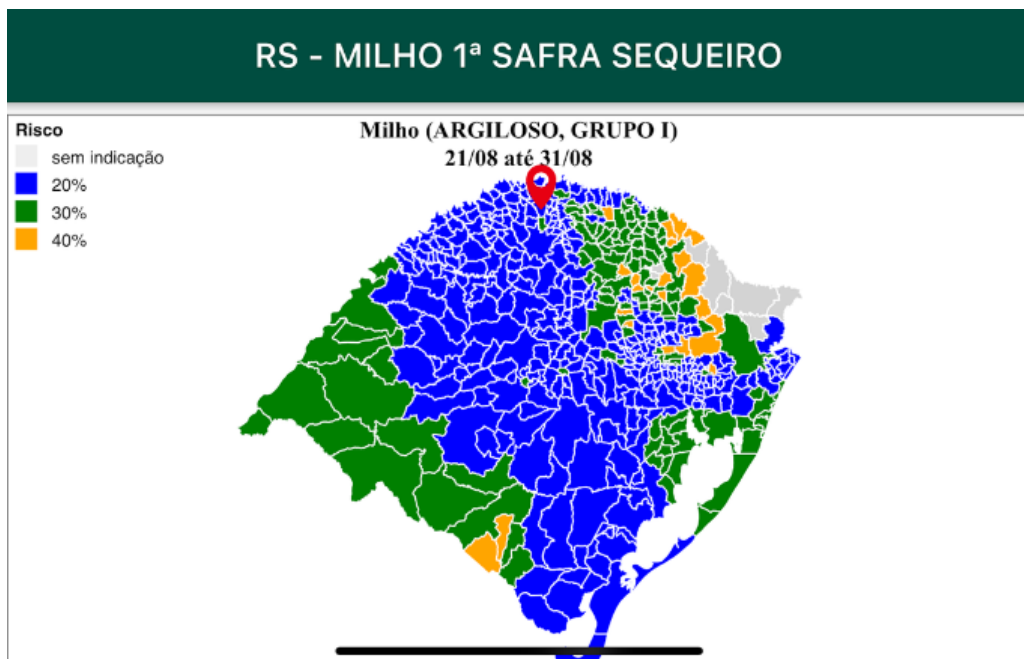 RS - MILHO 1ª SAFRA SEQUEIRO
Risco
sem indicação
20%
30%
40%
Milho (ARGILOSO, GRUPO I)
21/08 até 31/08